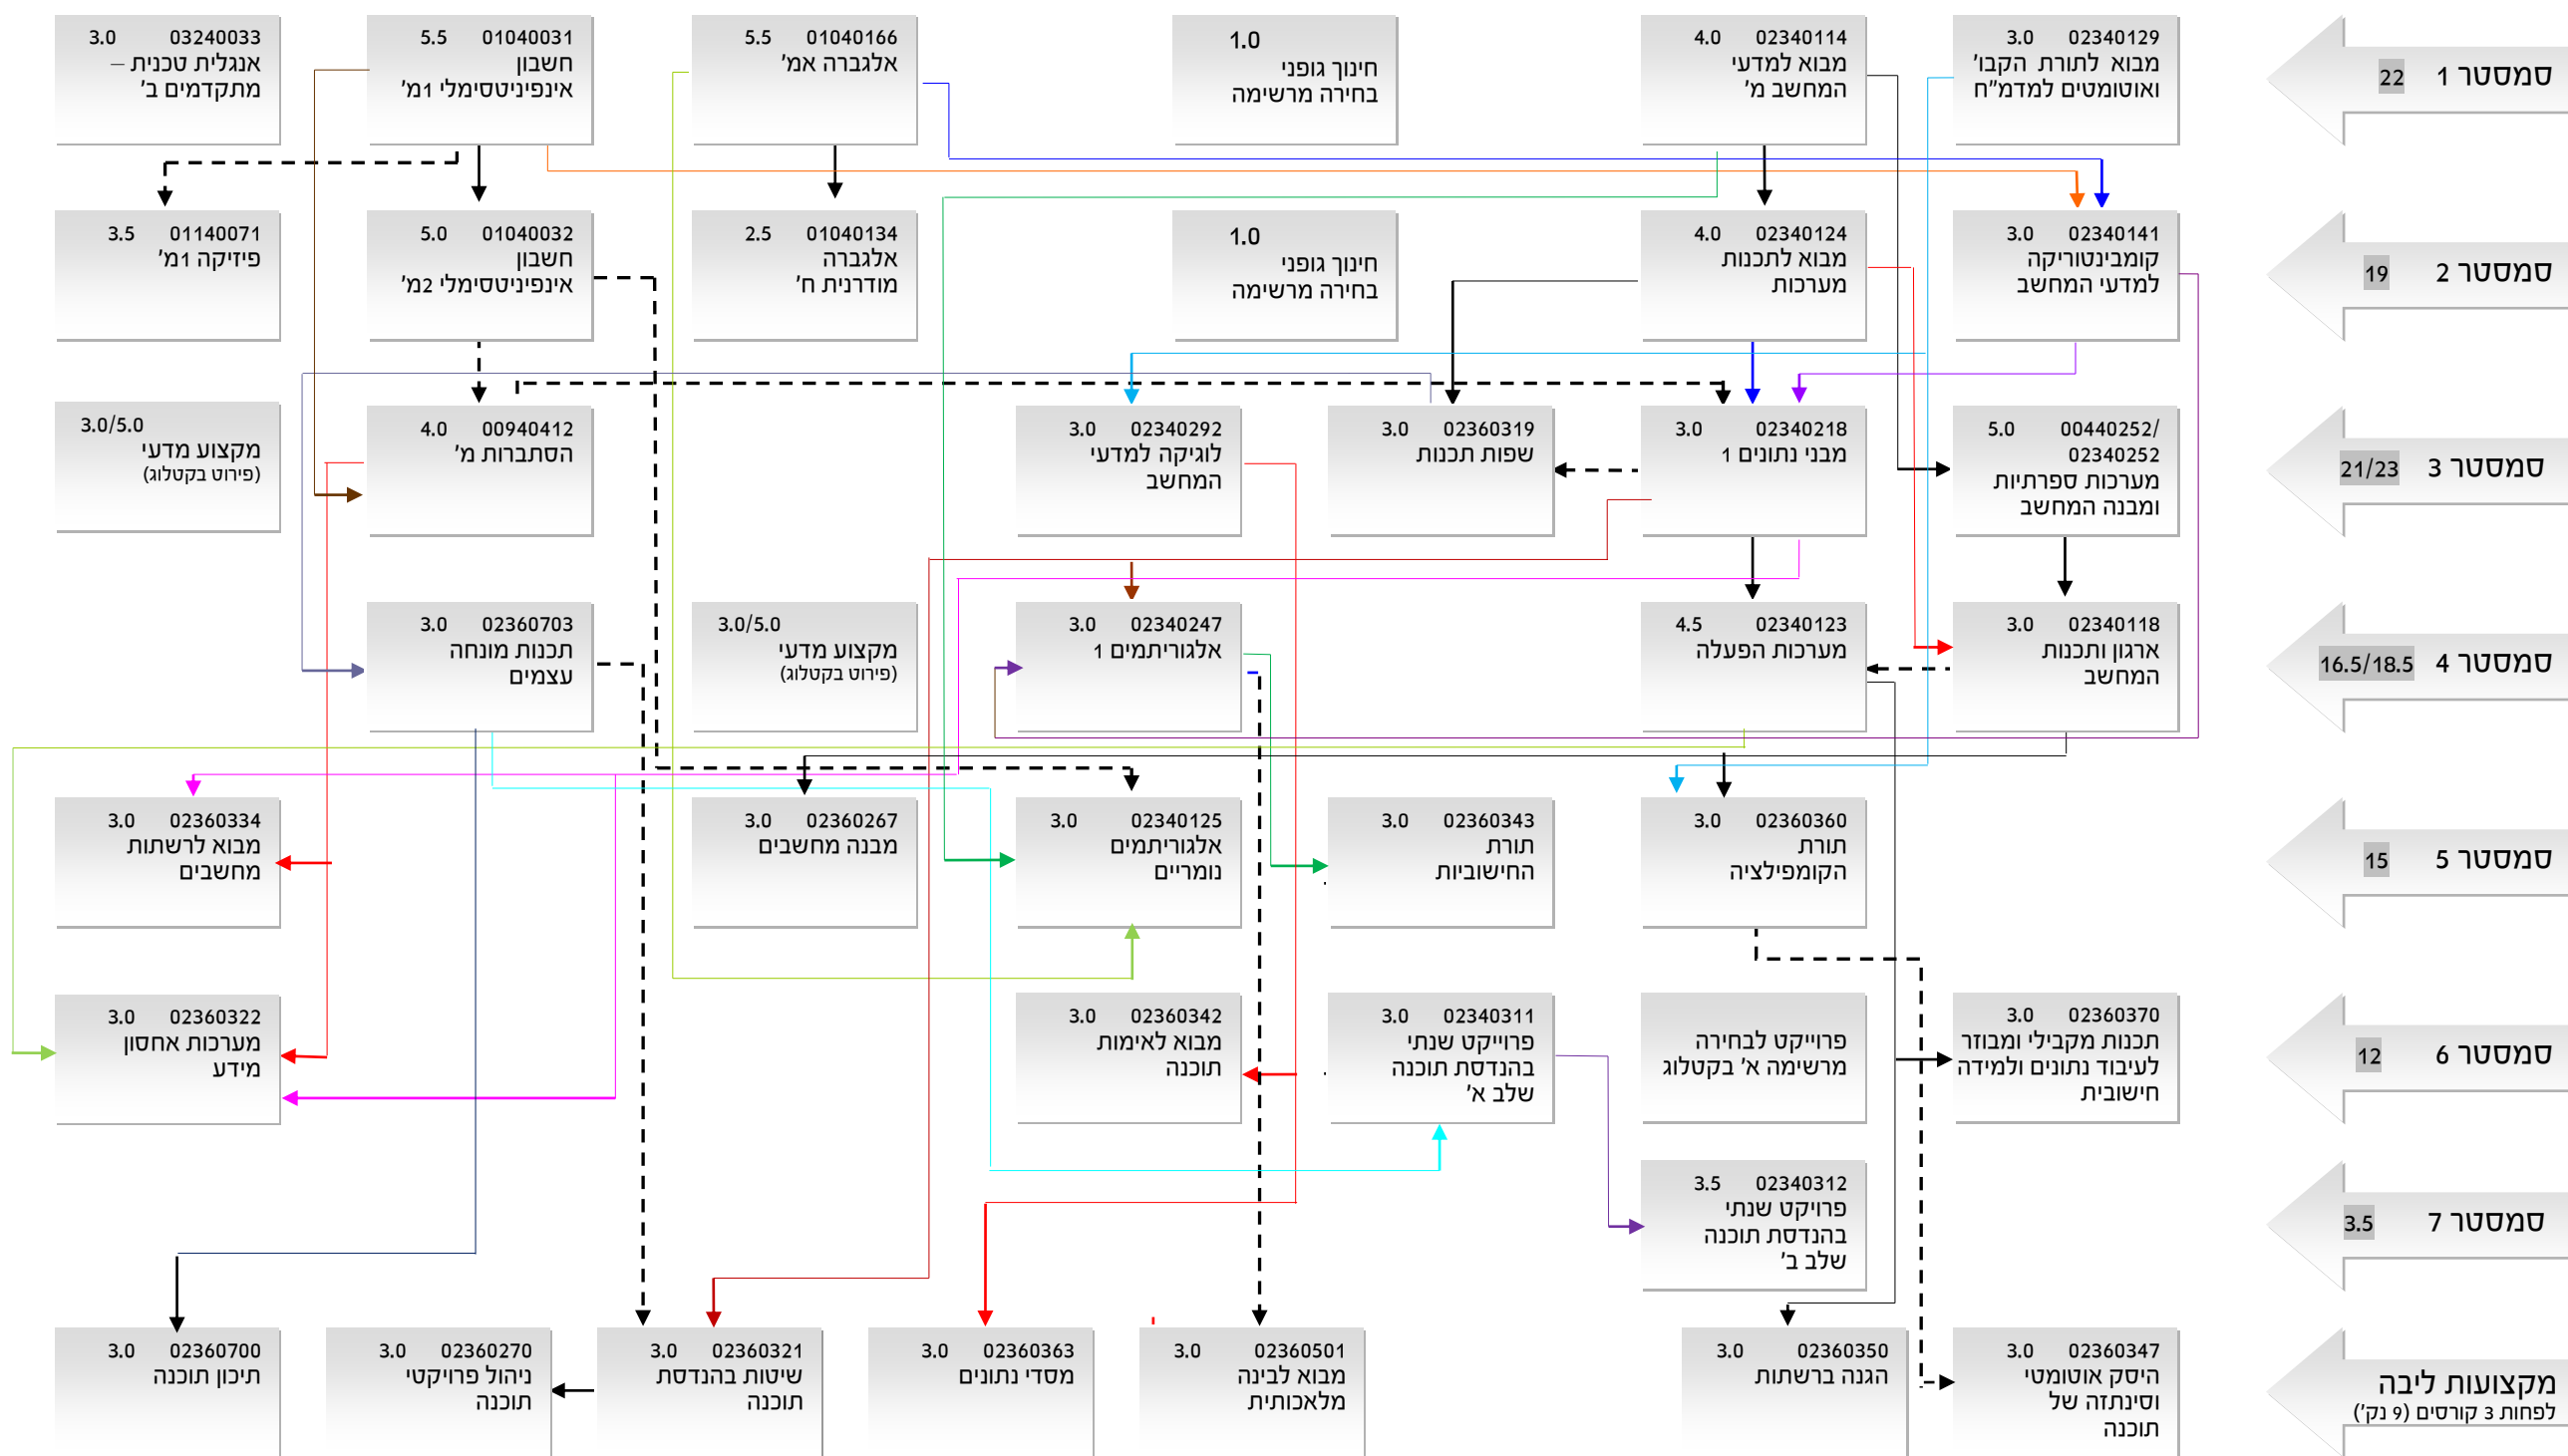 סמסטר 1 22
02340129 3.0
מבוא לתורת הקבו'
ואוטומטים למדמ"ח
02340114 4.0
מבוא למדעי
המחשב מ'
1.0
חינוך גופני
בחירה מרשימה
01040166 5.5
אלגברה אמ'
01040031 5.5
חשבון
אינפיניטסימלי 1מ'
03240033 3.0
אנגלית טכנית –
מתקדמים ב'
סמסטר 2 19
02340141 3.0
קומבינטוריקה
למדעי המחשב
02340124 4.0
מבוא לתכנות
מערכות
1.0
חינוך גופני
בחירה מרשימה
01040134 2.5
אלגברה
מודרנית ח'
01040032 5.0
חשבון
אינפיניטסימלי 2מ'
01140071 3.5
פיזיקה 1מ'
סמסטר 3 21/23
00440252/ 5.0
02340252
מערכות ספרתיות
ומבנה המחשב
02340218 3.0
מבני נתונים 1
02360319 3.0
שפות תכנות
02340292 3.0
לוגיקה למדעי
המחשב
00940412 4.0
הסתברות מ'
3.0/5.0
מקצוע מדעי
(פירוט בקטלוג)
סמסטר 4 16.5/18.5
02340118 3.0
ארגון ותכנות
המחשב
02340123 4.5
מערכות הפעלה
02340247 3.0
אלגוריתמים 1
3.0/5.0
מקצוע מדעי
(פירוט בקטלוג)
02360703 3.0
תכנות מונחה
עצמים
סמסטר 5 15
02360360 3.0
תורת
הקומפילציה
02360343 3.0
תורת
החישוביות
02340125 3.0
אלגוריתמים
נומריים
02360267 3.0
מבנה מחשבים
02360334 3.0
מבוא לרשתות
מחשבים
סמסטר 6 12
02360370 3.0
תכנות מקבילי ומבוזר
לעיבוד נתונים ולמידה
חישובית
פרוייקט לבחירה
מרשימה א' בקטלוג
02340311 3.0
פרוייקט שנתי
בהנדסת תוכנה
שלב א'
02360342 3.0
מבוא לאימות
תוכנה
02360322 3.0
מערכות אחסון
מידע
סמסטר 7 3.5
02340312 3.5
פרויקט שנתי
בהנדסת תוכנה
שלב ב'
מקצועות ליבה
לפחות 3 קורסים (9 נק')
02360347 3.0
היסק אוטומטי
וסינתזה של
תוכנה
02360350 3.0
הגנה ברשתות
02360501 3.0
מבוא לבינה
מלאכותית
02360363 3.0
מסדי נתונים
02360321 3.0
שיטות בהנדסת
תוכנה
02360270 3.0
ניהול פרויקטי
תוכנה
02360700 3.0
תיכון תוכנה